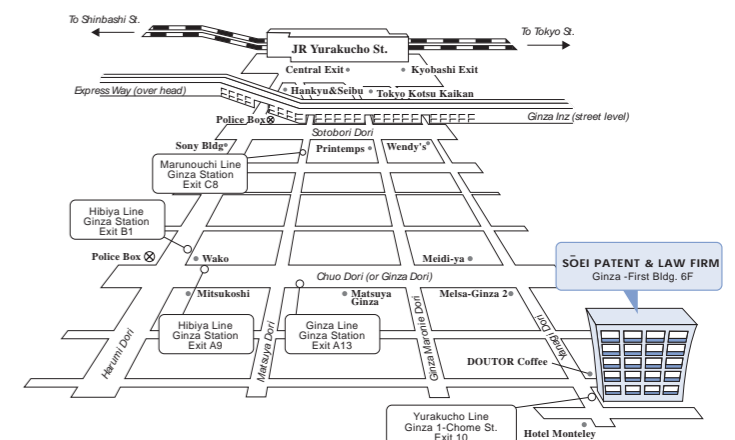 To Shinbashi St.
To Tokyo St.
JR Yurakucho St.
Central Exit
Kyobashi Exit
Express Way (over head)
Hankyu&Seibu
Tokyo Kotsu Kaikan
Police Box
Ginza Inz (street level)
Sotobori Dori
Sony Bldg
Printemps
Wendy's
Marunouchi Line
Ginza Station
Exit C8
Hibiya Line
Ginza Station
Exit B1
Police Box
Wako
Meidi-ya
SŌEI PATENT & LAW FIRM
Ginza -First Bldg. 6F
Chuo Dori (or Ginza Dori)
Mitsukoshi
Matsuya
Ginza
Melsa-Ginza 2
Hibiya Line
Ginza Station
Exit A9
Ginza Line
Ginza Station
Exit A13
Harumi Dori
Matsuya Dori
Ginza Maronie Dori
Yanagi Dori
DOUTOR Coffee
Yurakucho Line
Ginza 1-Chome St.
Exit 10
Hotel Monteley